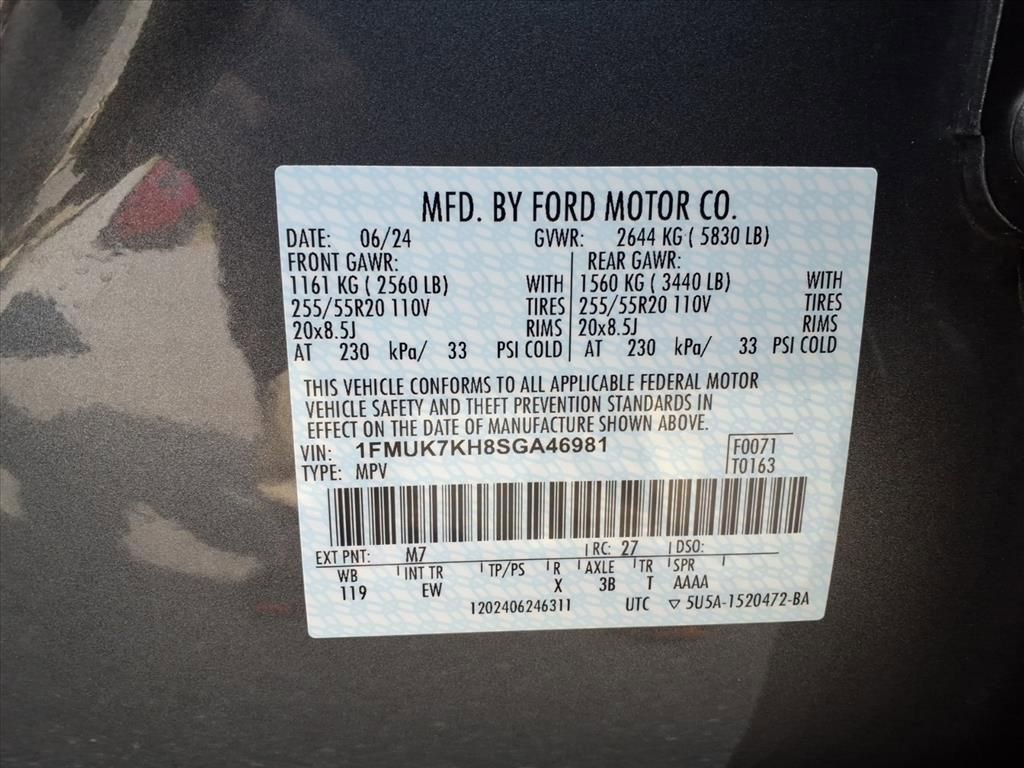 MFD. BY FORD MOTOR CO.
DATE: 06/24 GVWR: 2644 KG ( 5830 LB)
FRONT GAWR: REAR GAWR:
1161 KG ( 2560 LB) WITH 1560 KG ( 3440 LB) WITH
255/55R20 110V TIRES 255/55R20 110V TIRES
20x8.5J RIMS 20x8.5J RIMS
AT 230 kPa/ 33 PSI COLD AT 230 kPa/ 33 PSI COLD
THIS VEHICLE CONFORMS TO ALL APPLICABLE FEDERAL MOTOR
VEHICLE SAFETY AND THEFT PREVENTION STANDARDS IN
EFFECT ON THE DATE OF MANUFACTURE SHOWN ABOVE.
VIN: 1FMUK7KH8SGA46981 F0071
TYPE: MPV T0163
EXT PNT: M7 RC: 27 DSO:
WB INT TR TP/PS R AXLE TR SPR
119 EW X 3B T AAAA
1202406246311 UTC ▽ 5U5A-1520472-BA